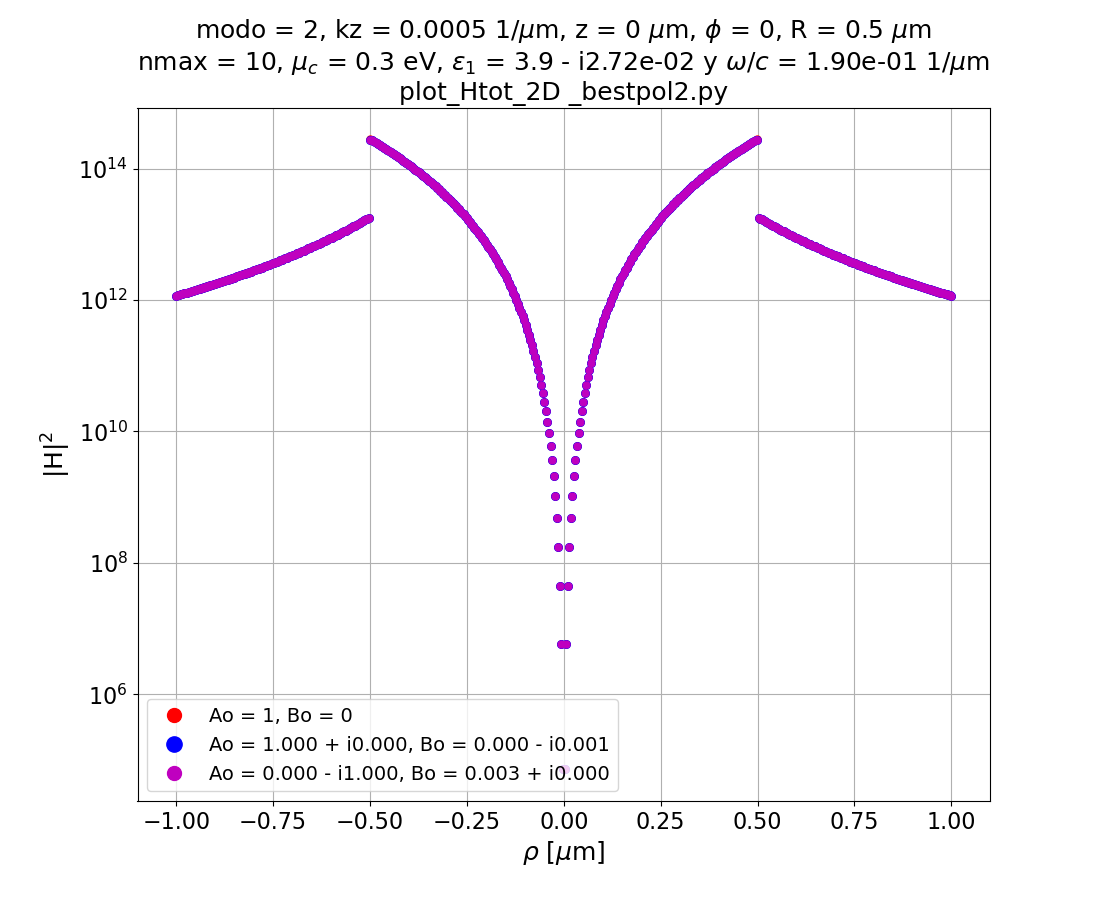 modo = 2, kz = 0.0005 1/μm, z = 0 μm, ϕ = 0, R = 0.5 μm
nmax = 10, μ_c = 0.3 eV, ε_1 = 3.9 - i2.72e-02 y ω/c = 1.90e-01 1/μm
plot_Htot_2D _bestpol2.py
|H|^2
10^14
10^12
10^10
10^8
10^6
Ao = 1, Bo = 0
Ao = 1.000 + i0.000, Bo = 0.000 - i0.001
Ao = 0.000 - i1.000, Bo = 0.003 + i0.000
−1.00 −0.75 −0.50 −0.25 0.00 0.25 0.50 0.75 1.00
ρ [μm]